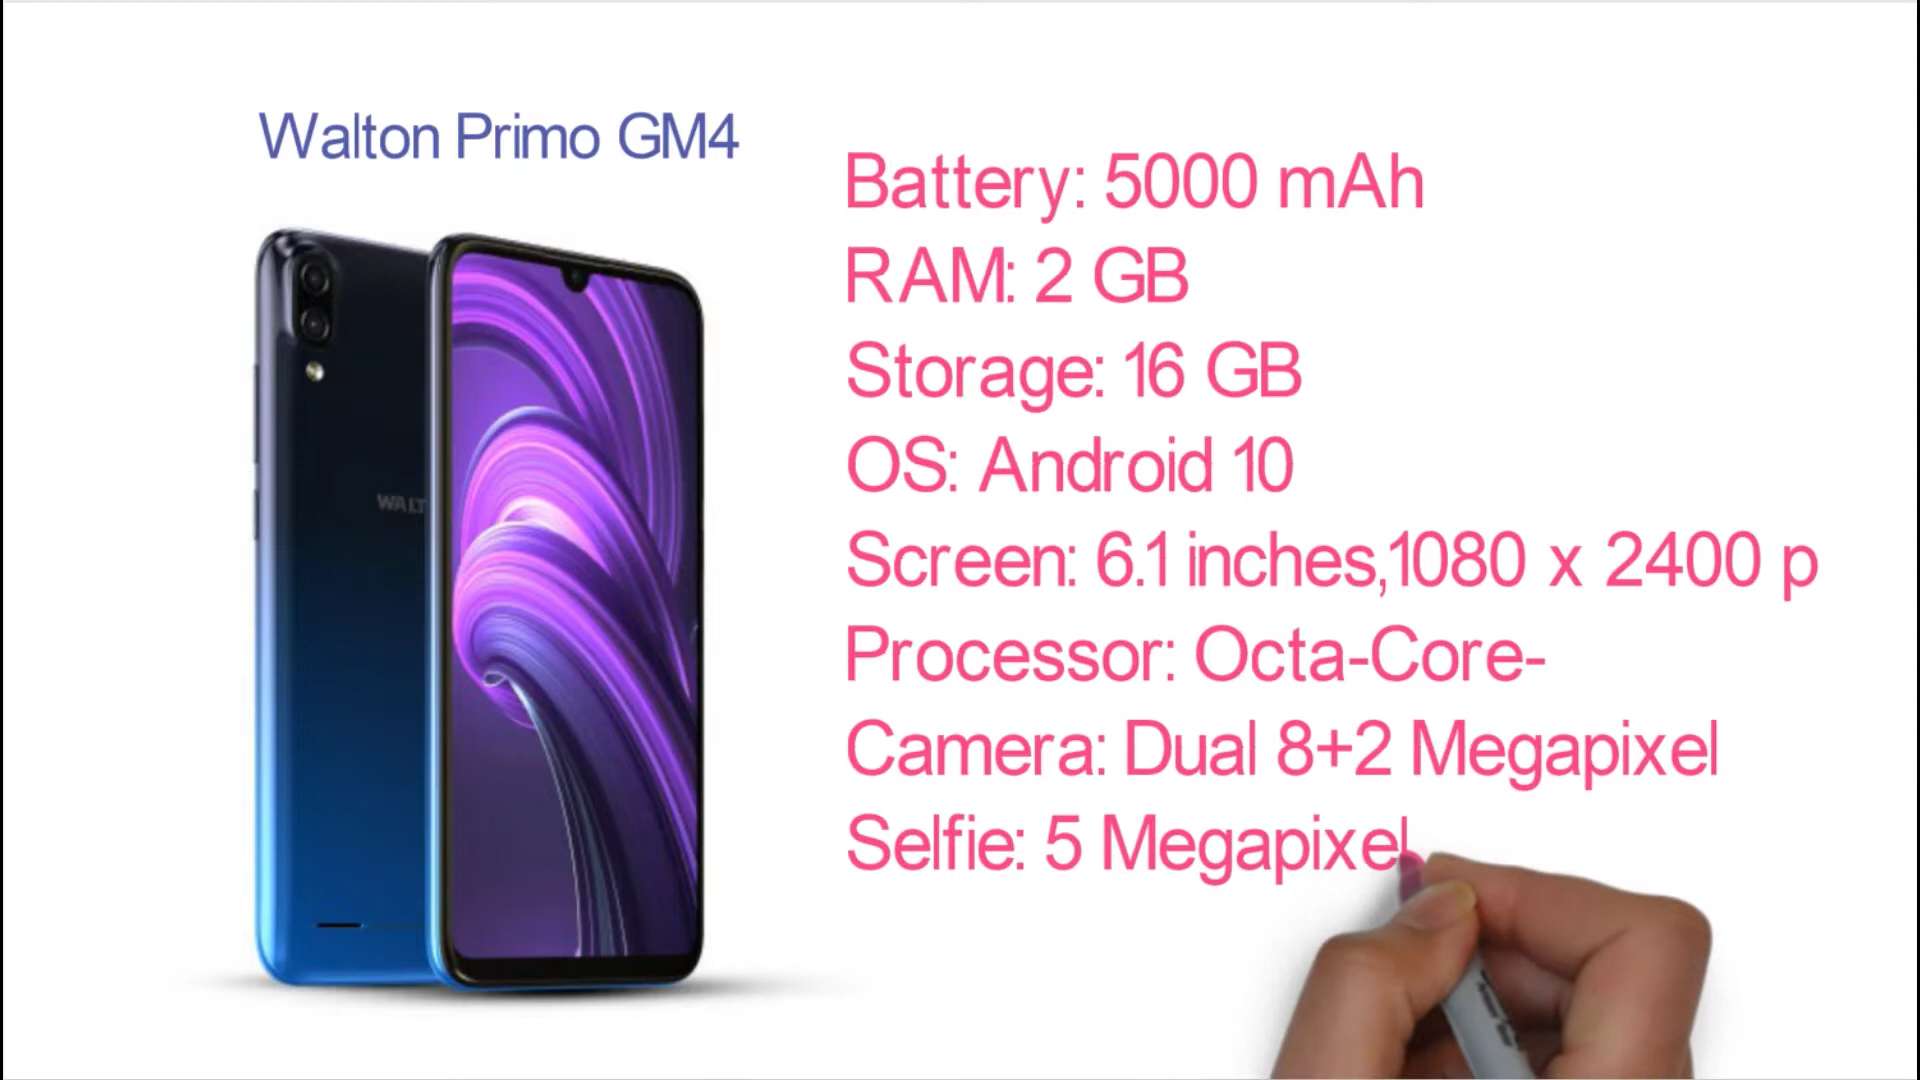 Walton Primo GM4
Battery: 5000 mAh
RAM: 2 GB
Storage: 16 GB
OS: Android 10
Screen: 6.1 inches,1080 x 2400 p
Processor: Octa-Core-
Camera: Dual 8+2 Megapixel
Selfie: 5 Megapixel
WALT